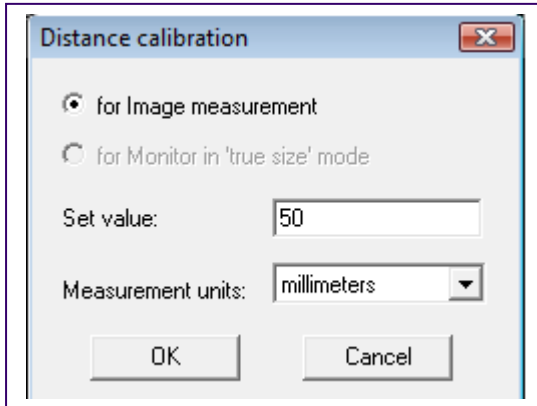 Distance calibration
for Image measurement
for Monitor in 'true size' mode
Set value: 50
Measurement units: millimeters
OK Cancel